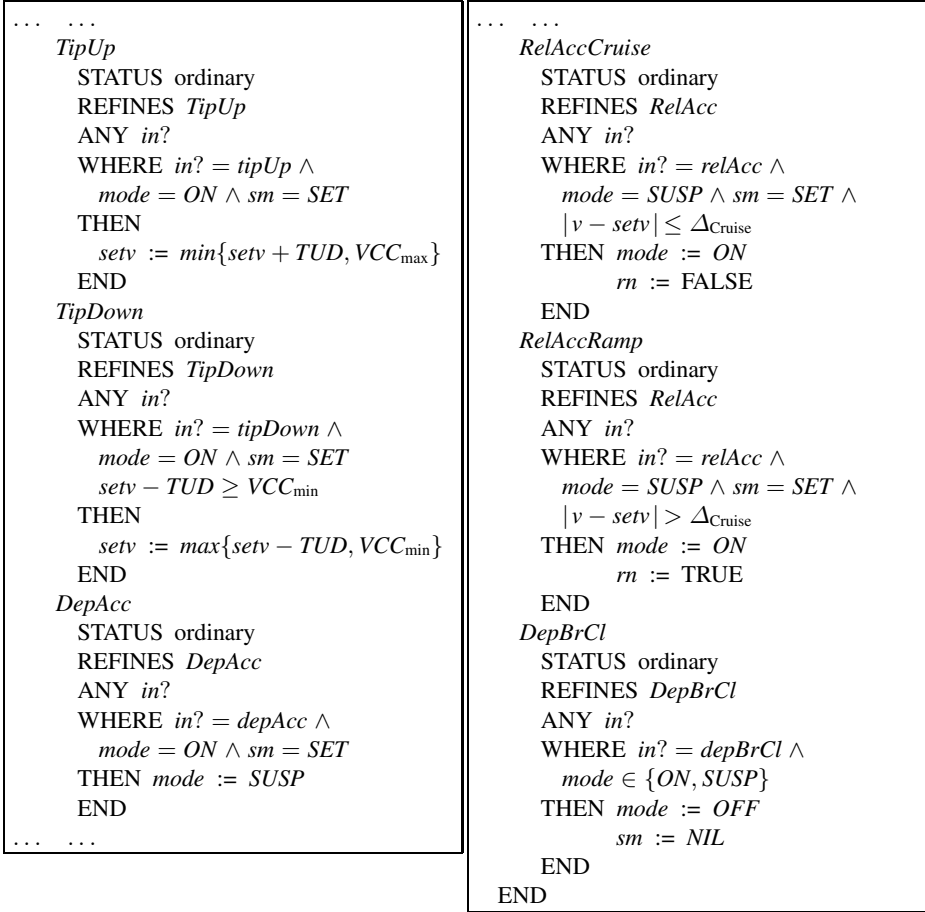 ... ...
TipUp
STATUS ordinary
REFINES TipUp
ANY in?
WHERE in? = tipUp ∧
mode = ON ∧ sm = SET
THEN
setv := min{setv + TUD, VCC_max}
END
TipDown
STATUS ordinary
REFINES TipDown
ANY in?
WHERE in? = tipDown ∧
mode = ON ∧ sm = SET
setv − TUD ≥ VCC_min
THEN
setv := max{setv − TUD, VCC_min}
END
DepAcc
STATUS ordinary
REFINES DepAcc
ANY in?
WHERE in? = depAcc ∧
mode = ON ∧ sm = SET
THEN mode := SUSP
END
... ...
... ...
RelAccCruise
STATUS ordinary
REFINES RelAcc
ANY in?
WHERE in? = relAcc ∧
mode = SUSP ∧ sm = SET ∧
|v − setv| ≤ Δ_Cruise
THEN mode := ON
rn := FALSE
END
RelAccRamp
STATUS ordinary
REFINES RelAcc
ANY in?
WHERE in? = relAcc ∧
mode = SUSP ∧ sm = SET ∧
|v − setv| > Δ_Cruise
THEN mode := ON
rn := TRUE
END
DepBrCl
STATUS ordinary
REFINES DepBrCl
ANY in?
WHERE in? = depBrCl ∧
mode ∈ {ON, SUSP}
THEN mode := OFF
sm := NIL
END
END